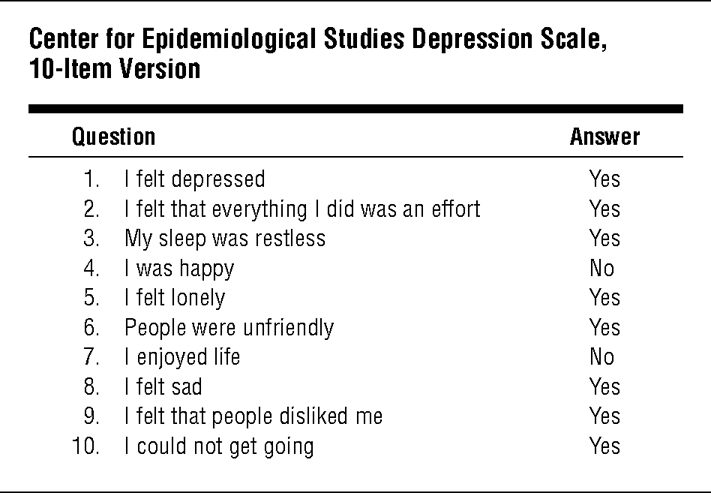 Center for Epidemiological Studies Depression Scale,
10-Item Version
Question Answer
1. I felt depressed Yes
2. I felt that everything I did was an effort Yes
3. My sleep was restless Yes
4. I was happy No
5. I felt lonely Yes
6. People were unfriendly Yes
7. I enjoyed life No
8. I felt sad Yes
9. I felt that people disliked me Yes
10. I could not get going Yes